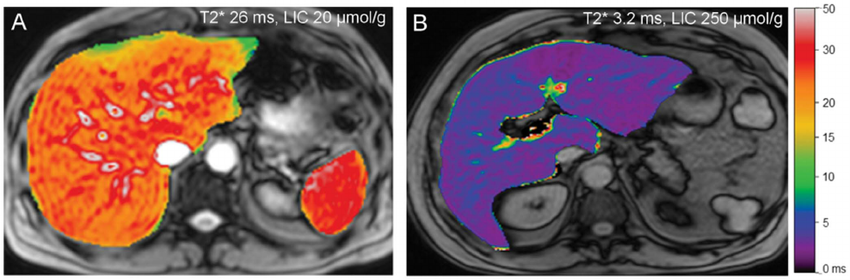 A
T2* 26 ms, LIC 20 µmol/g
B
T2* 3.2 ms, LIC 250 µmol/g
50
30
20
15
10
5
0 ms